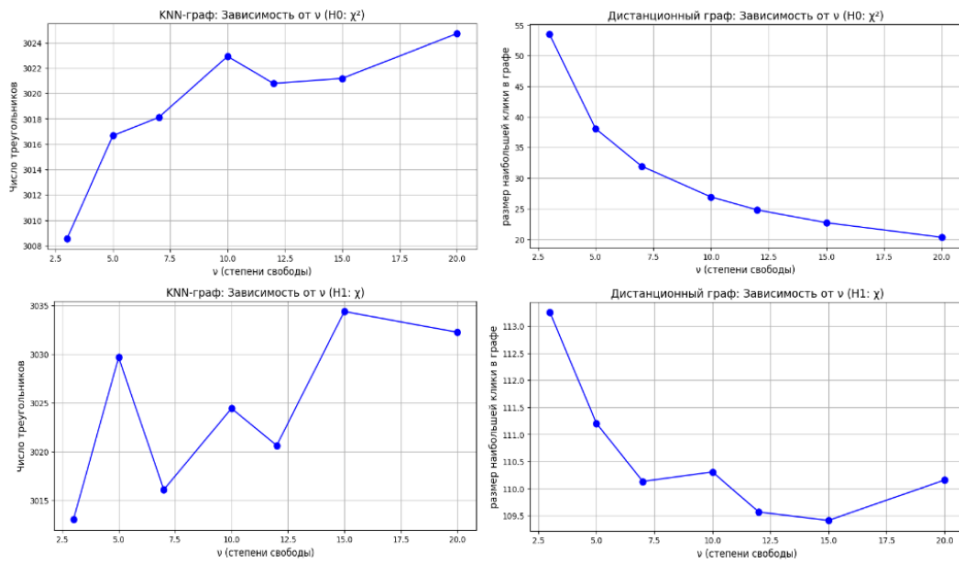 KNN-граф: Зависимость от ν (H0: χ²)
Число треугольников
3024
3022
3020
3018
3016
3014
3012
3010
3008
2.5 5.0 7.5 10.0 12.5 15.0 17.5 20.0
ν (степени свободы)
Дистанционный граф: Зависимость от ν (H0: χ²)
размер наибольшей клики в графе
55
50
45
40
35
30
25
20
2.5 5.0 7.5 10.0 12.5 15.0 17.5 20.0
ν (степени свободы)
KNN-граф: Зависимость от ν (H1: χ)
Число треугольников
3035
3030
3025
3020
3015
2.5 5.0 7.5 10.0 12.5 15.0 17.5 20.0
ν (степени свободы)
Дистанционный граф: Зависимость от ν (H1: χ)
размер наибольшей клики в графе
113.0
112.5
112.0
111.5
111.0
110.5
110.0
109.5
2.5 5.0 7.5 10.0 12.5 15.0 17.5 20.0
ν (степени свободы)